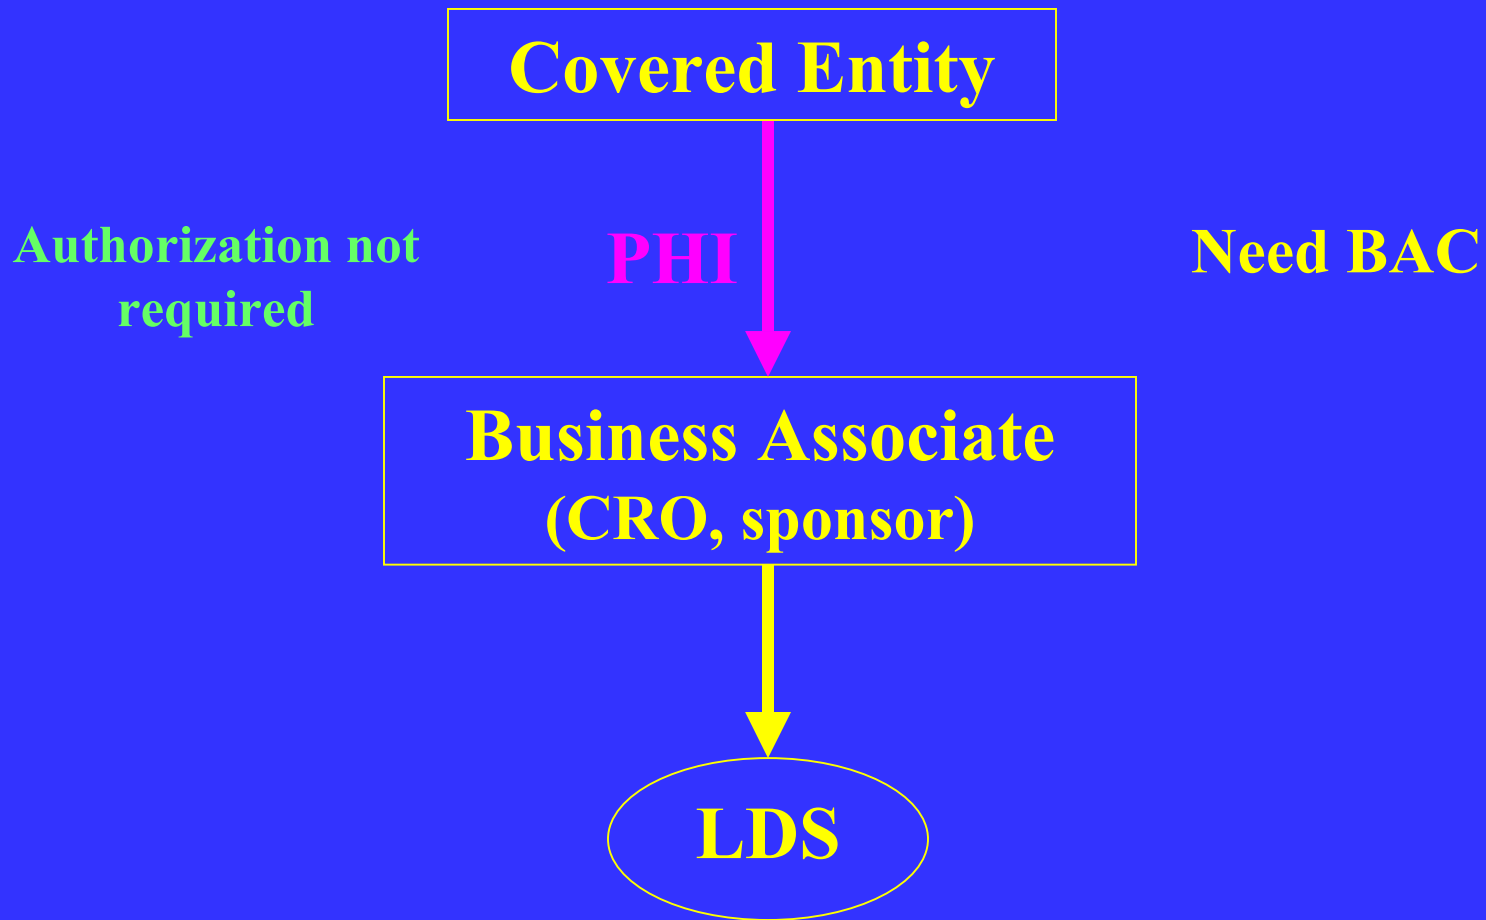 Covered Entity
Authorization not
required
PHI
Need BAC
Business Associate
(CRO, sponsor)
LDS